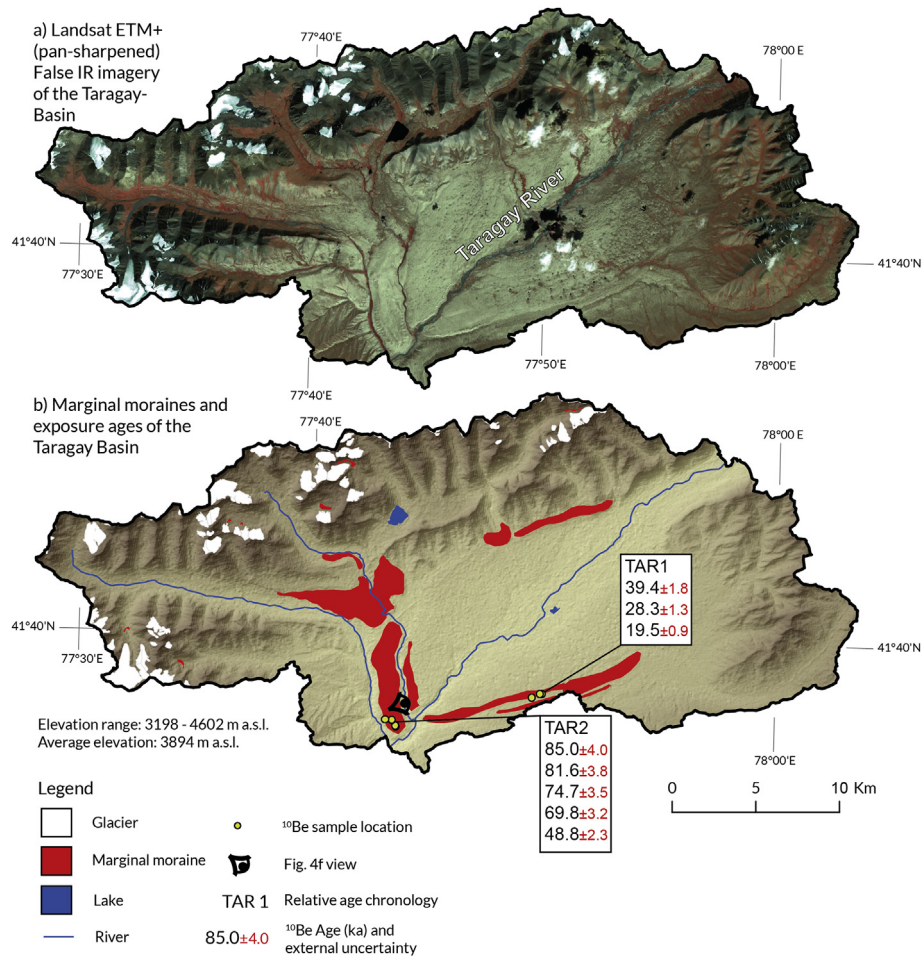 a) Landsat ETM+
(pan-sharpened)
False IR imagery
of the Taragay-
Basin
77°40'E
78°00 E
Taragay River
41°40'N
77°30'E
41°40'N
77°50'E
78°00'E
77°40'E
b) Marginal moraines and
exposure ages of the
Taragay Basin
77°40'E
78°00 E
TAR1
39.4±1.8
28.3±1.3
19.5±0.9
41°40'N
77°30'E
41°40'N
Elevation range: 3198 - 4602 m a.s.l.
Average elevation: 3894 m a.s.l.
TAR2
85.0±4.0
81.6±3.8
74.7±3.5
69.8±3.2
48.8±2.3
78°00'E
0 5 10 Km
Legend
Glacier
Marginal moraine
Lake
River
¹⁰Be sample location
Fig. 4f view
TAR 1 Relative age chronology
85.0±4.0 ¹⁰Be Age (ka) and
external uncertainty